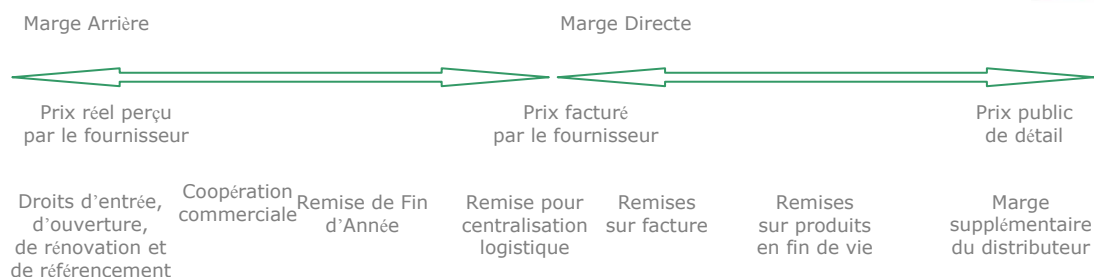 Marge Arrière
Marge Directe
Prix réel perçu
par le fournisseur
Prix facturé
par le fournisseur
Prix public
de détail
Droits d'entrée,
d'ouverture,
de rénovation et
de référencement
Coopération
commerciale
Remise de Fin
d'Année
Remise pour
centralisation
logistique
Remises
sur facture
Remises
sur produits
en fin de vie
Marge
supplémentaire
du distributeur